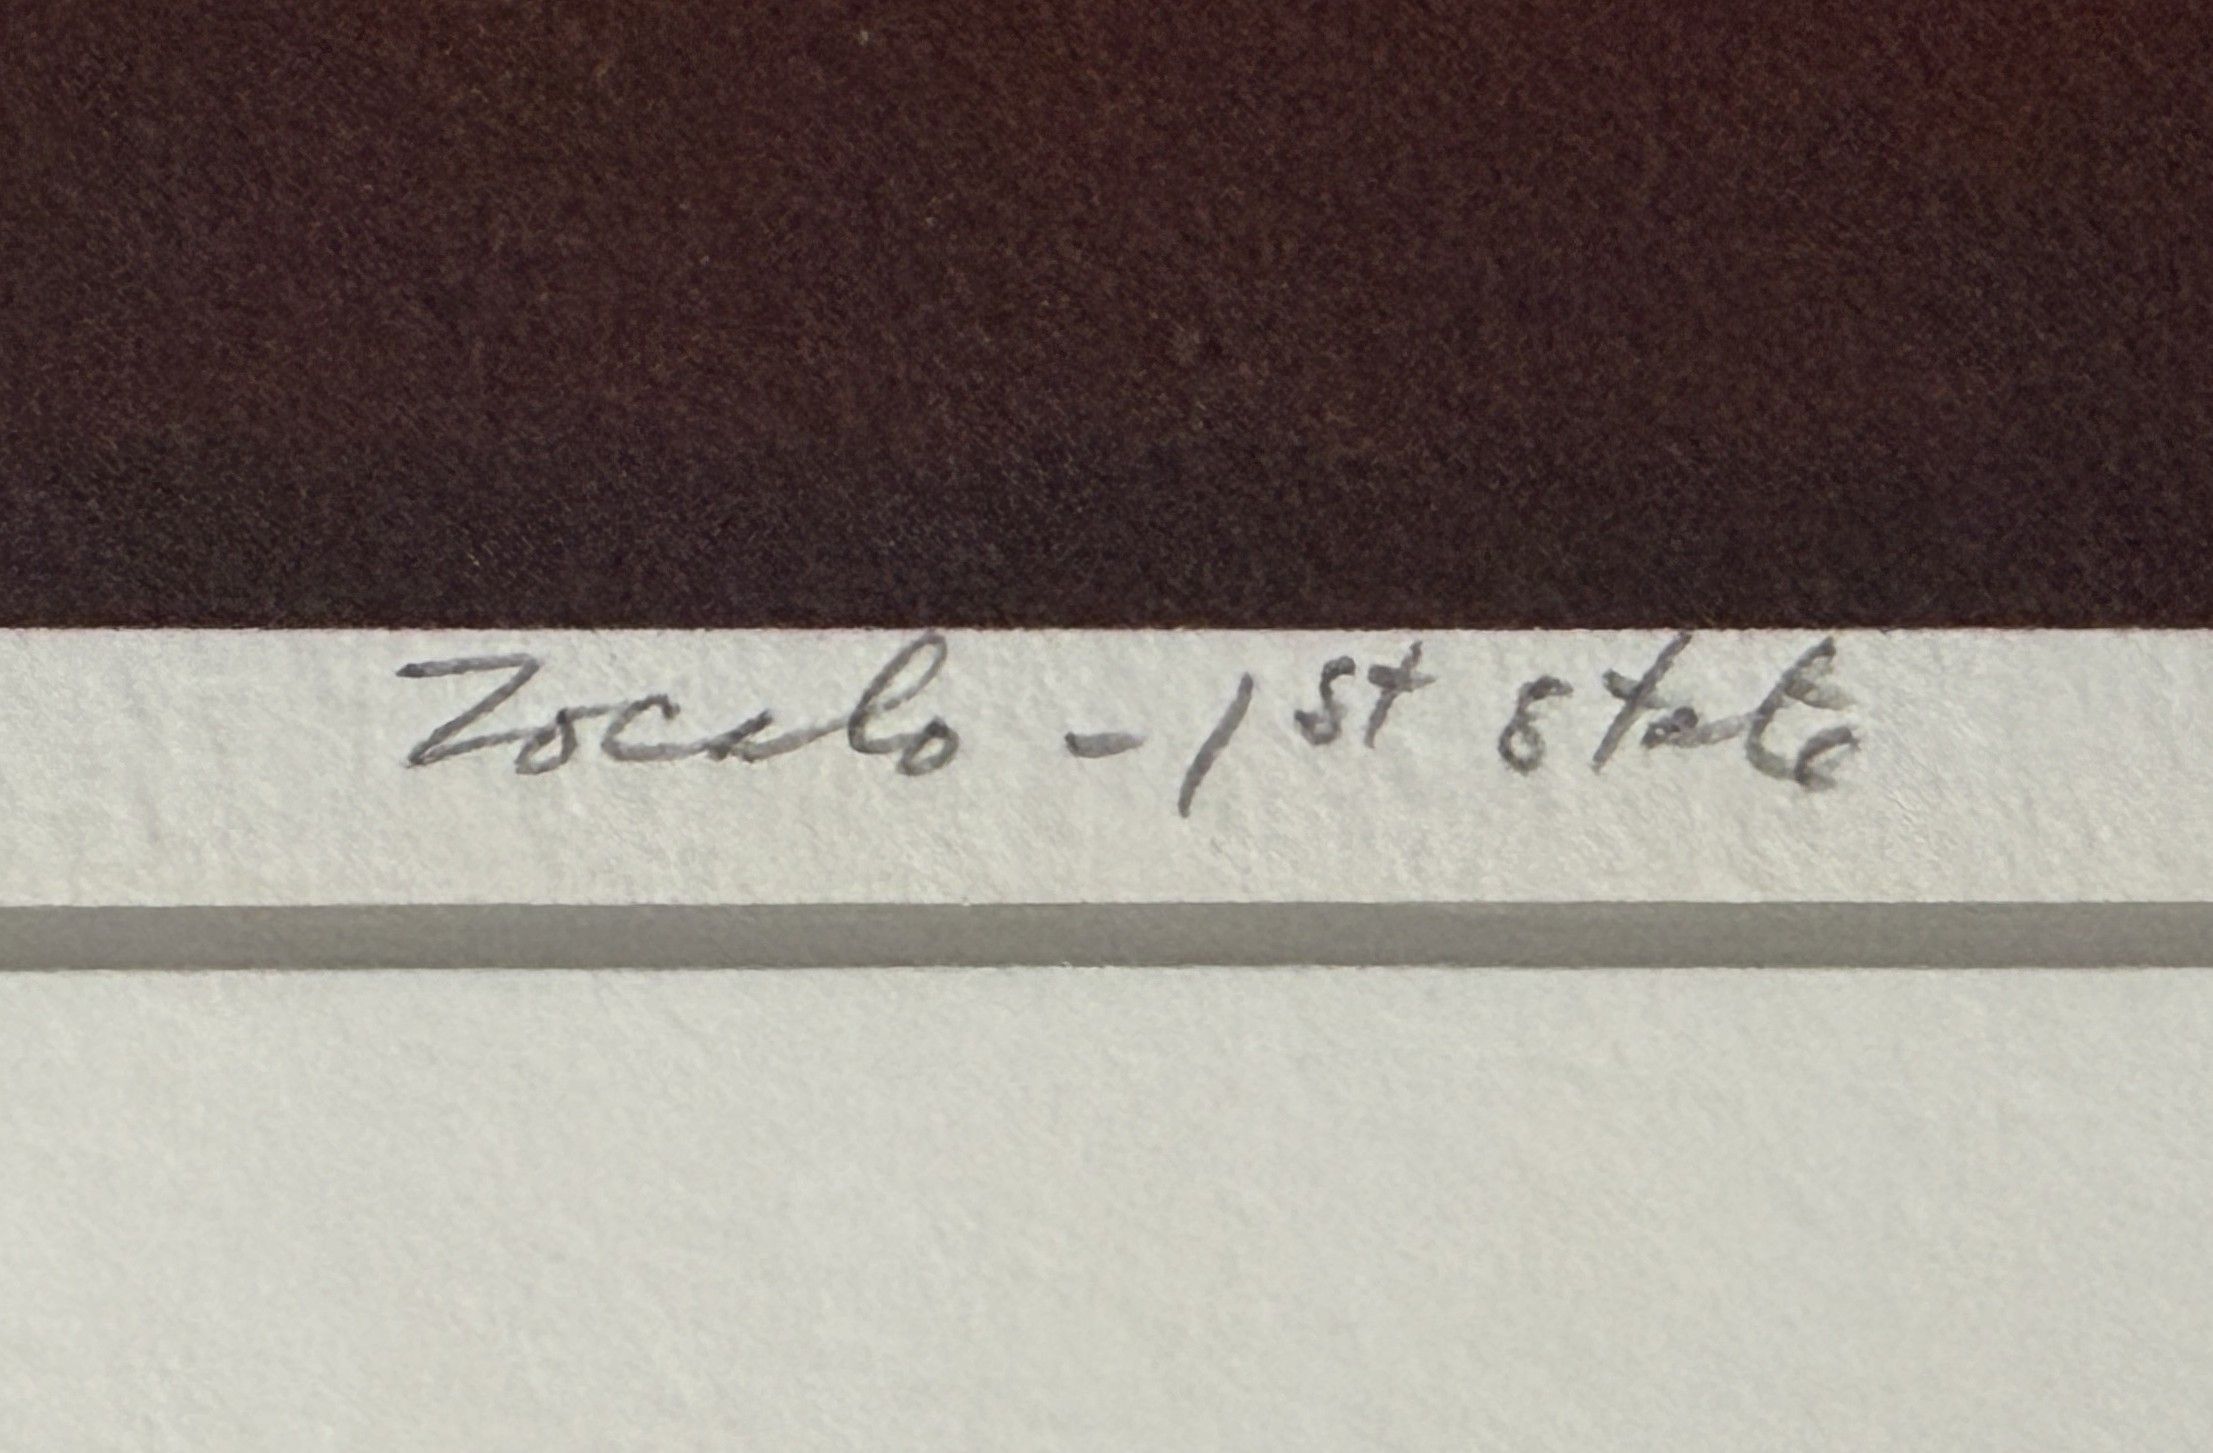 Zocalo - 1st state